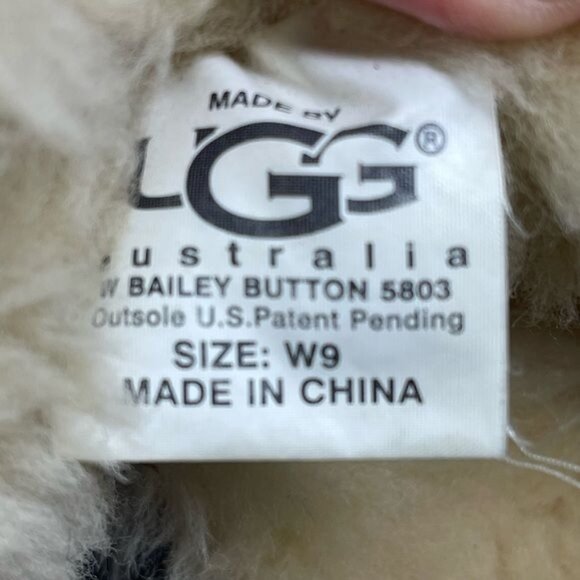 MADE BY
UGG®
Australia
W BAILEY BUTTON 5803
Outsole U.S.Patent Pending
SIZE: W9
MADE IN CHINA